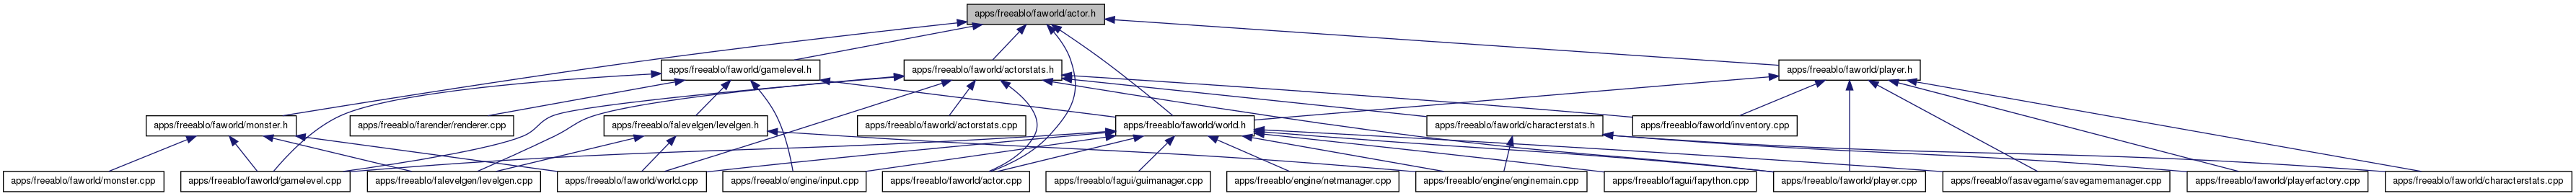 apps/freeablo/faworld/actor.h
apps/freeablo/faworld/gamelevel.h
apps/freeablo/faworld/actorstats.h
apps/freeablo/faworld/player.h
apps/freeablo/faworld/monster.h
apps/freeablo/farender/renderer.cpp
apps/freeablo/falevelgen/levelgen.h
apps/freeablo/faworld/actorstats.cpp
apps/freeablo/faworld/world.h
apps/freeablo/faworld/characterstats.h
apps/freeablo/faworld/inventory.cpp
apps/freeablo/faworld/monster.cpp
apps/freeablo/faworld/gamelevel.cpp
apps/freeablo/falevelgen/levelgen.cpp
apps/freeablo/faworld/world.cpp
apps/freeablo/engine/input.cpp
apps/freeablo/faworld/actor.cpp
apps/freeablo/fagui/guimanager.cpp
apps/freeablo/engine/netmanager.cpp
apps/freeablo/engine/enginemain.cpp
apps/freeablo/fagui/fapython.cpp
apps/freeablo/faworld/player.cpp
apps/freeablo/fasavegame/savegamemanager.cpp
apps/freeablo/faworld/playerfactory.cpp
apps/freeablo/faworld/characterstats.cpp